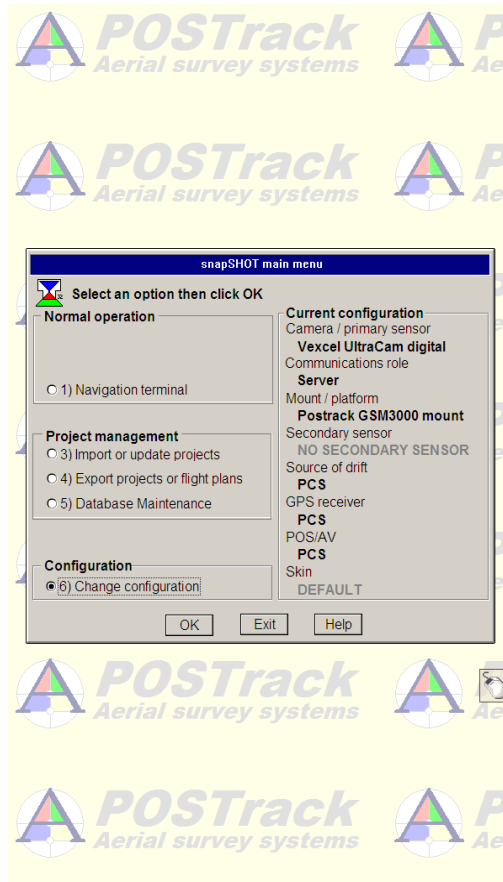 POSTrack P
Aerial survey systems Ae
POSTrack P
Aerial survey systems Ae
snapSHOT main menu
Select an option then click OK
Normal operation
1) Navigation terminal
Project management
3) Import or update projects
4) Export projects or flight plans
5) Database Maintenance
Configuration
6) Change configuration
Current configuration
Camera / primary sensor
Vexcel UltraCam digital
Communications role
Server
Mount / platform
Postrack GSM3000 mount
Secondary sensor
NO SECONDARY SENSOR
Source of drift
PCS
GPS receiver
PCS
POS/AV
PCS
Skin
DEFAULT
OK Exit Help
POSTrack P
Aerial survey systems Ae
POSTrack P
Aerial survey systems Ae